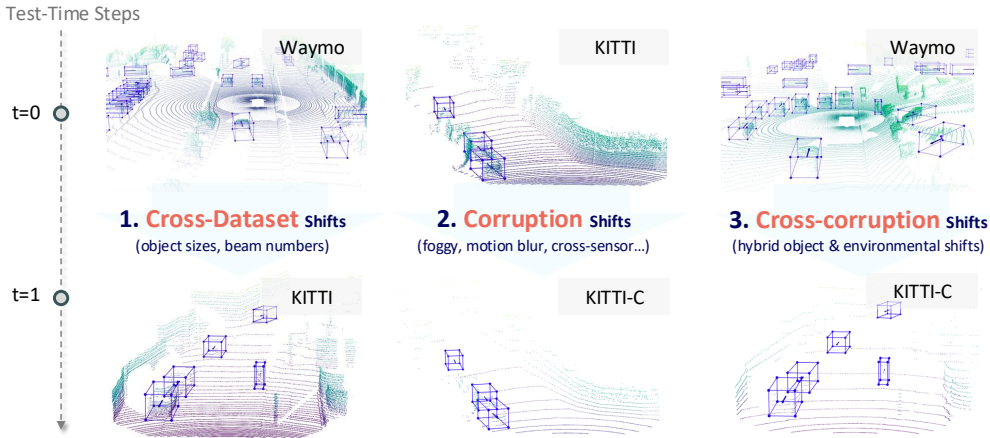 Test-Time Steps
Waymo
KITTI
Waymo
t=0
1. Cross-Dataset Shifts
(object sizes, beam numbers)
2. Corruption Shifts
(foggy, motion blur, cross-sensor...)
3. Cross-corruption Shifts
(hybrid object & environmental shifts)
t=1
KITTI
KITTI-C
KITTI-C